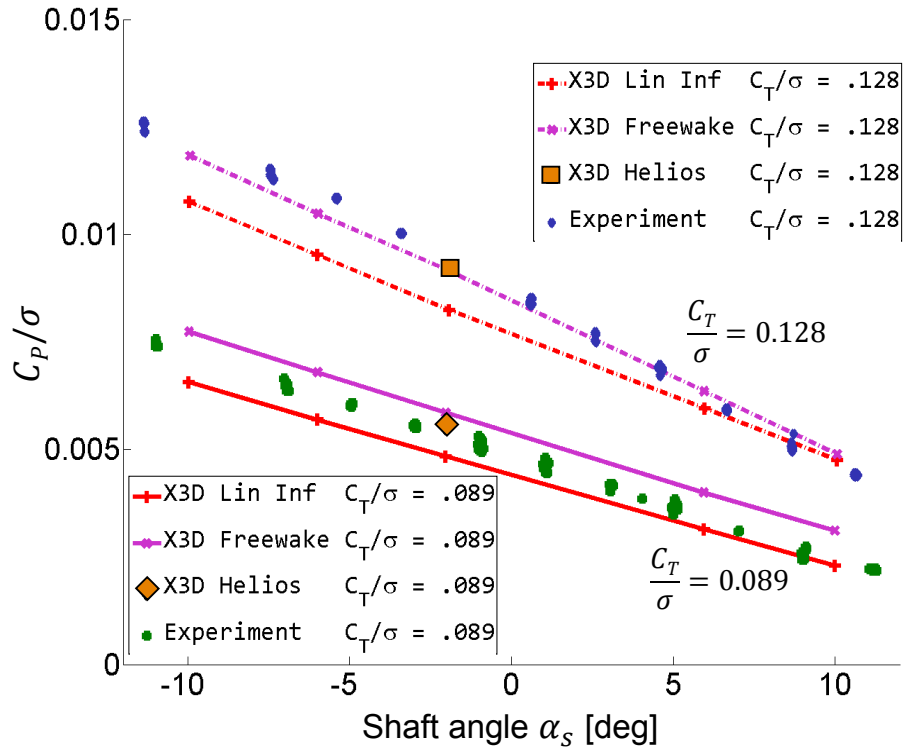 0.015
X3D Lin Inf C_T/σ = .128
X3D Freewake C_T/σ = .128
X3D Helios C_T/σ = .128
Experiment C_T/σ = .128
0.01
C_P/σ
C_T/σ = 0.128
0.005
X3D Lin Inf C_T/σ = .089
X3D Freewake C_T/σ = .089
X3D Helios C_T/σ = .089
Experiment C_T/σ = .089
C_T/σ = 0.089
0
-10 -5 0 5 10
Shaft angle α_s [deg]